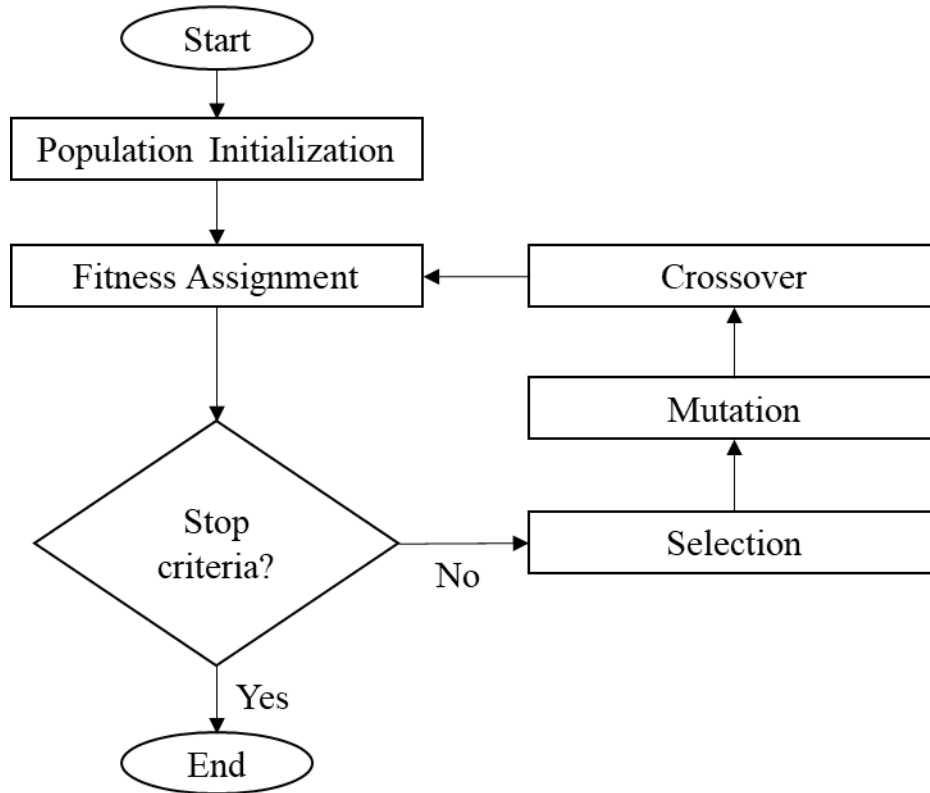 Start
Population Initialization
Fitness Assignment
Crossover
Mutation
Stop
criteria?
No
Selection
Yes
End